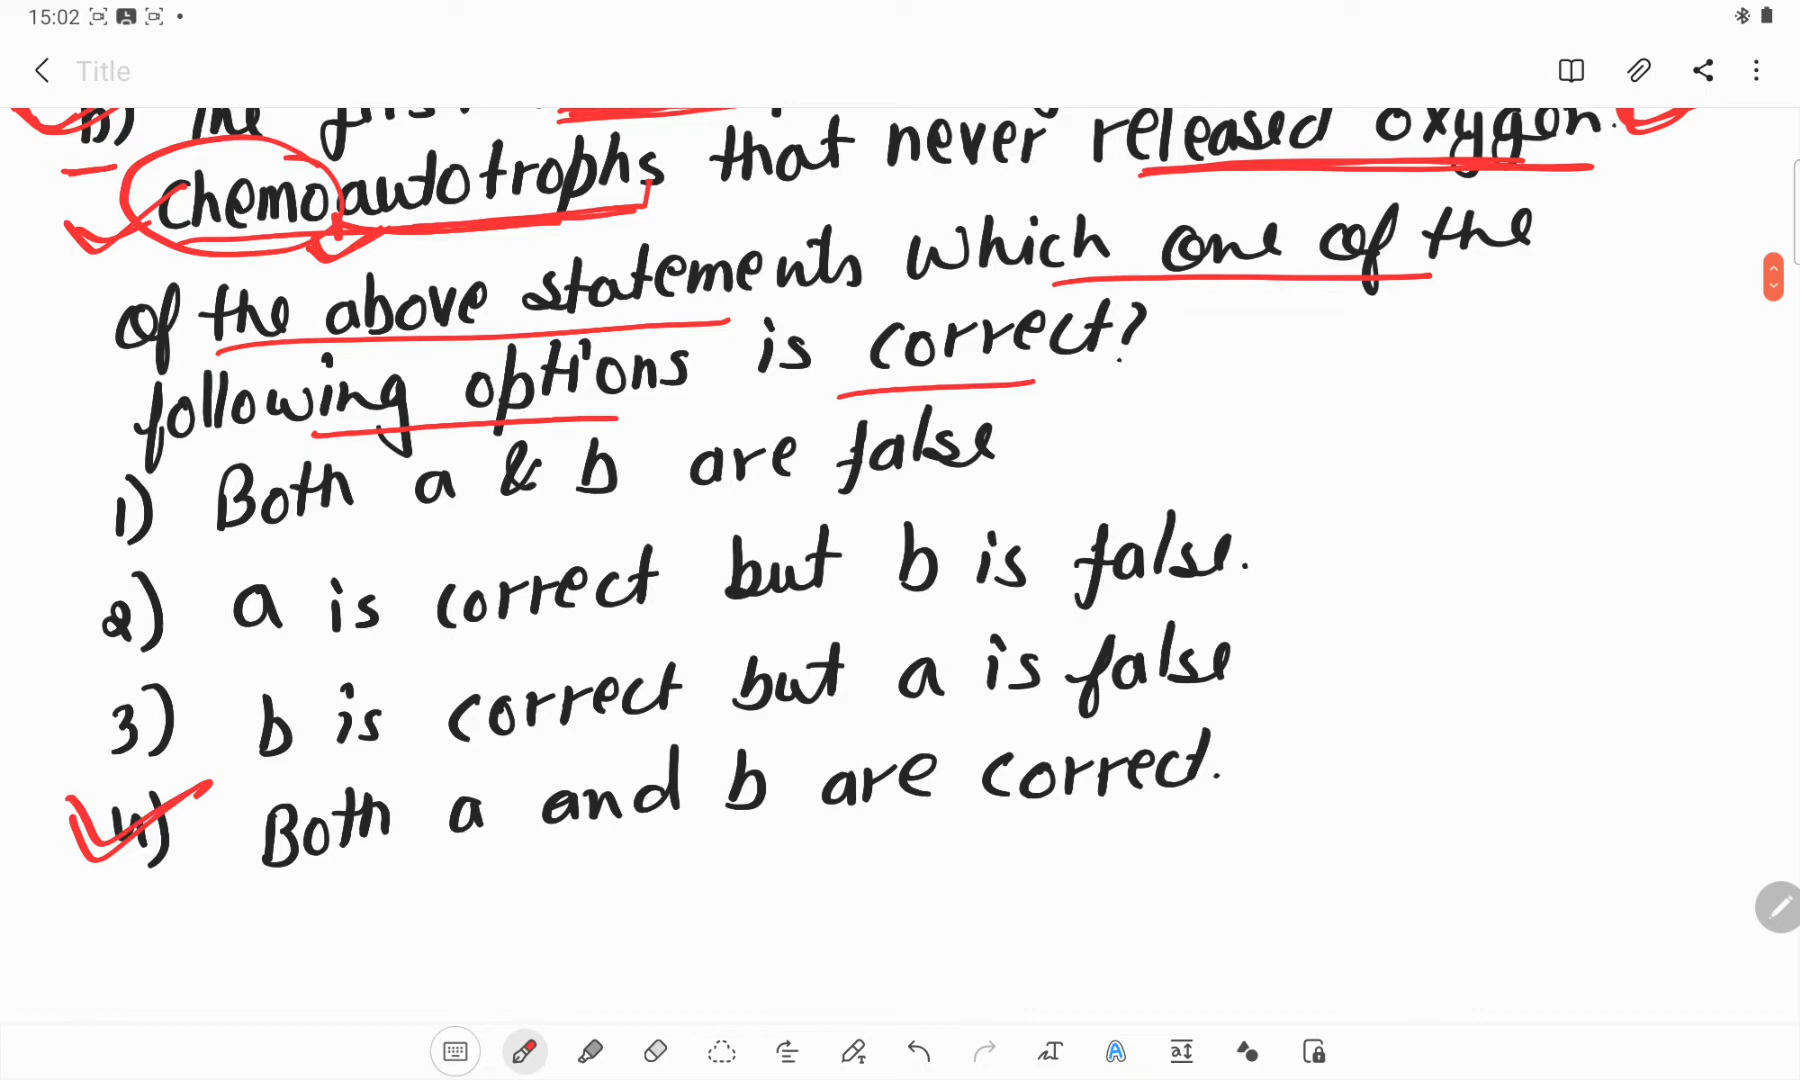 15:02
Title
b) The first
chemoautotrophs that never released oxygen.
of the above statements which one of the
following options is correct?
1) Both a & b are false
2) a is correct but b is false.
3) b is correct but a is false
4) Both a and b are correct.